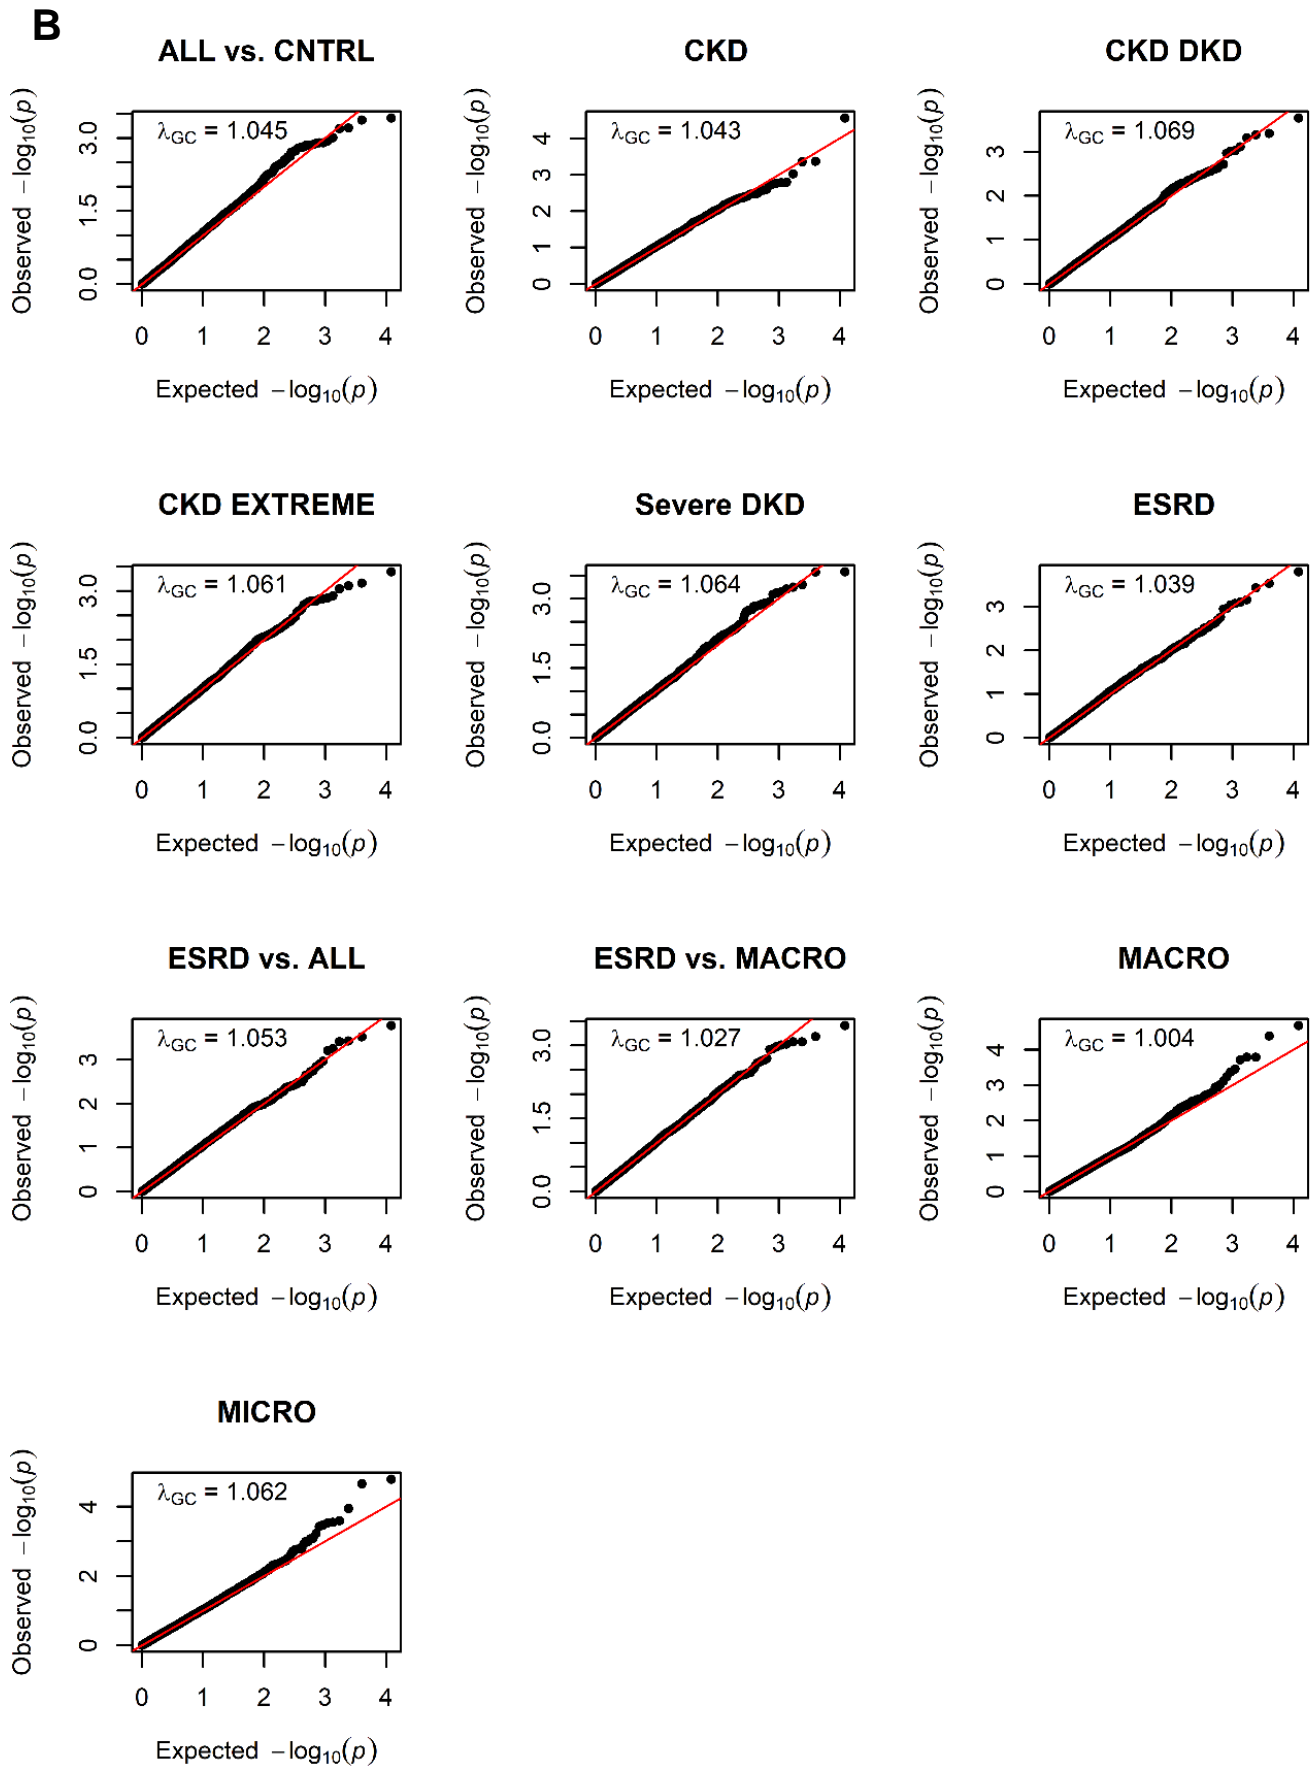 B
ALL vs. CNTRL
Observed −log10(p)
0.0 1.5 3.0
λGC = 1.045
0 1 2 3 4
Expected −log10(p)
CKD
Observed −log10(p)
0 1 2 3 4
λGC = 1.043
0 1 2 3 4
Expected −log10(p)
CKD DKD
Observed −log10(p)
0 1 2 3
λGC = 1.069
0 1 2 3 4
Expected −log10(p)
CKD EXTREME
Observed −log10(p)
0.0 1.5 3.0
λGC = 1.061
0 1 2 3 4
Expected −log10(p)
Severe DKD
Observed −log10(p)
0.0 1.5 3.0
λGC = 1.064
0 1 2 3 4
Expected −log10(p)
ESRD
Observed −log10(p)
0 1 2 3
λGC = 1.039
0 1 2 3 4
Expected −log10(p)
ESRD vs. ALL
Observed −log10(p)
0 1 2 3
λGC = 1.053
0 1 2 3 4
Expected −log10(p)
ESRD vs. MACRO
Observed −log10(p)
0.0 1.5 3.0
λGC = 1.027
0 1 2 3 4
Expected −log10(p)
MACRO
Observed −log10(p)
0 1 2 3 4
λGC = 1.004
0 1 2 3 4
Expected −log10(p)
MICRO
Observed −log10(p)
0 2 4
λGC = 1.062
0 1 2 3 4
Expected −log10(p)